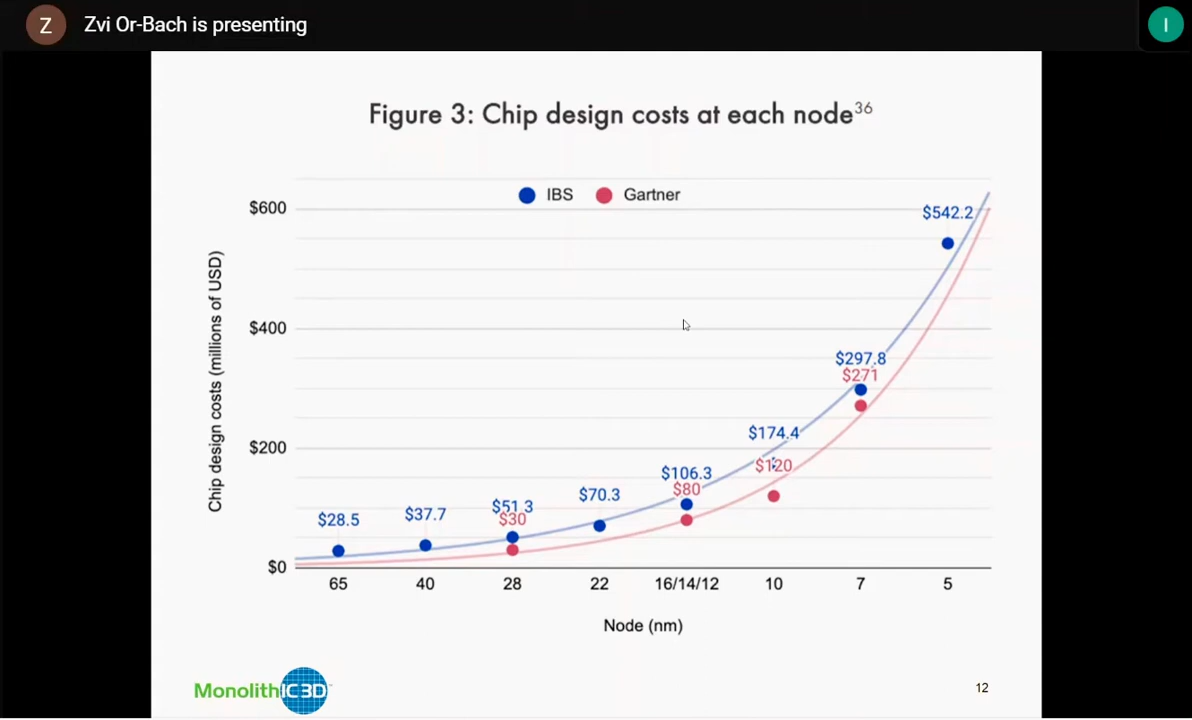 Z
Zvi Or-Bach is presenting
I
Figure 3: Chip design costs at each node36
IBS
Gartner
Chip design costs (millions of USD)
$600
$400
$200
$0
$28.5
$37.7
$51.3
$30
$70.3
$106.3
$80
$174.4
$120
$297.8
$271
$542.2
65 40 28 22 16/14/12 10 7 5
Node (nm)
MonolithIC3D
12